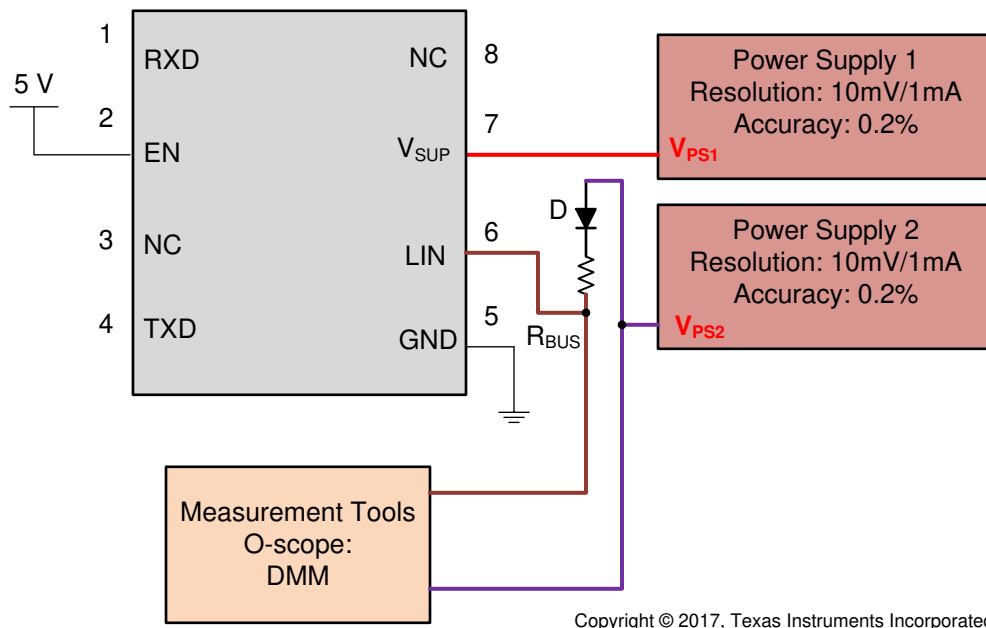 1
RXD
NC
8
5 V
2
EN
7
VSUP
3
NC
6
LIN
4
TXD
5
GND
D
RBUS
Power Supply 1
Resolution: 10mV/1mA
Accuracy: 0.2%
VPS1
Power Supply 2
Resolution: 10mV/1mA
Accuracy: 0.2%
VPS2
Measurement Tools
O-scope:
DMM
Copyright © 2017, Texas Instruments Incorporated